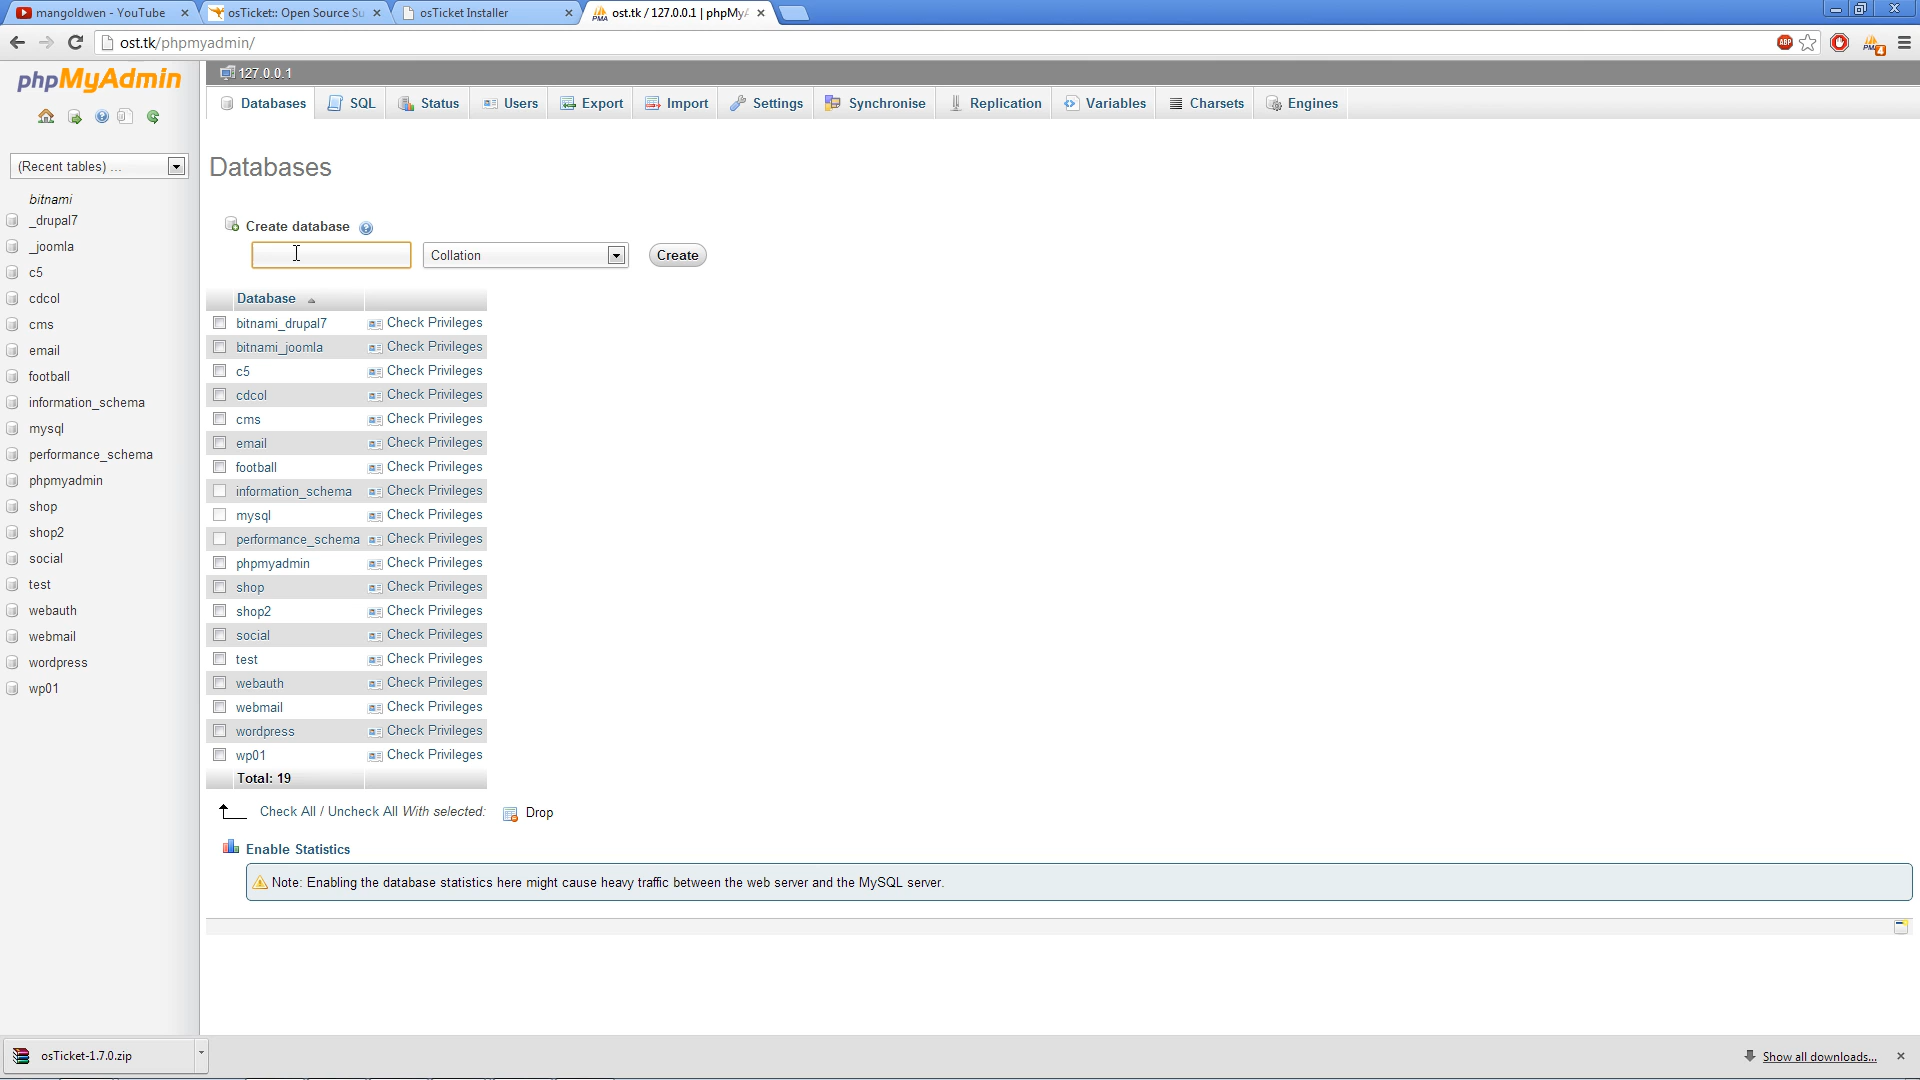 mangoldwen - YouTube
osTicket:: Open Source Su
osTicket Installer
ost.tk / 127.0.0.1 | phpMyA
ost.tk/phpmyadmin/
ABP
4
phpMyAdmin
127.0.0.1
Databases
SQL
Status
Users
Export
Import
Settings
Synchronise
Replication
Variables
Charsets
Engines
(Recent tables) ...
bitnami
_drupal7
_joomla
c5
cdcol
cms
email
football
information_schema
mysql
performance_schema
phpmyadmin
shop
shop2
social
test
webauth
webmail
wordpress
wp01
Databases
Create database
Collation
Create
Database
bitnami_drupal7 Check Privileges
bitnami_joomla Check Privileges
c5 Check Privileges
cdcol Check Privileges
cms Check Privileges
email Check Privileges
football Check Privileges
information_schema Check Privileges
mysql Check Privileges
performance_schema Check Privileges
phpmyadmin Check Privileges
shop Check Privileges
shop2 Check Privileges
social Check Privileges
test Check Privileges
webauth Check Privileges
webmail Check Privileges
wordpress Check Privileges
wp01 Check Privileges
Total: 19
Check All / Uncheck All With selected: Drop
Enable Statistics
Note: Enabling the database statistics here might cause heavy traffic between the web server and the MySQL server.
osTicket-1.7.0.zip
Show all downloads...